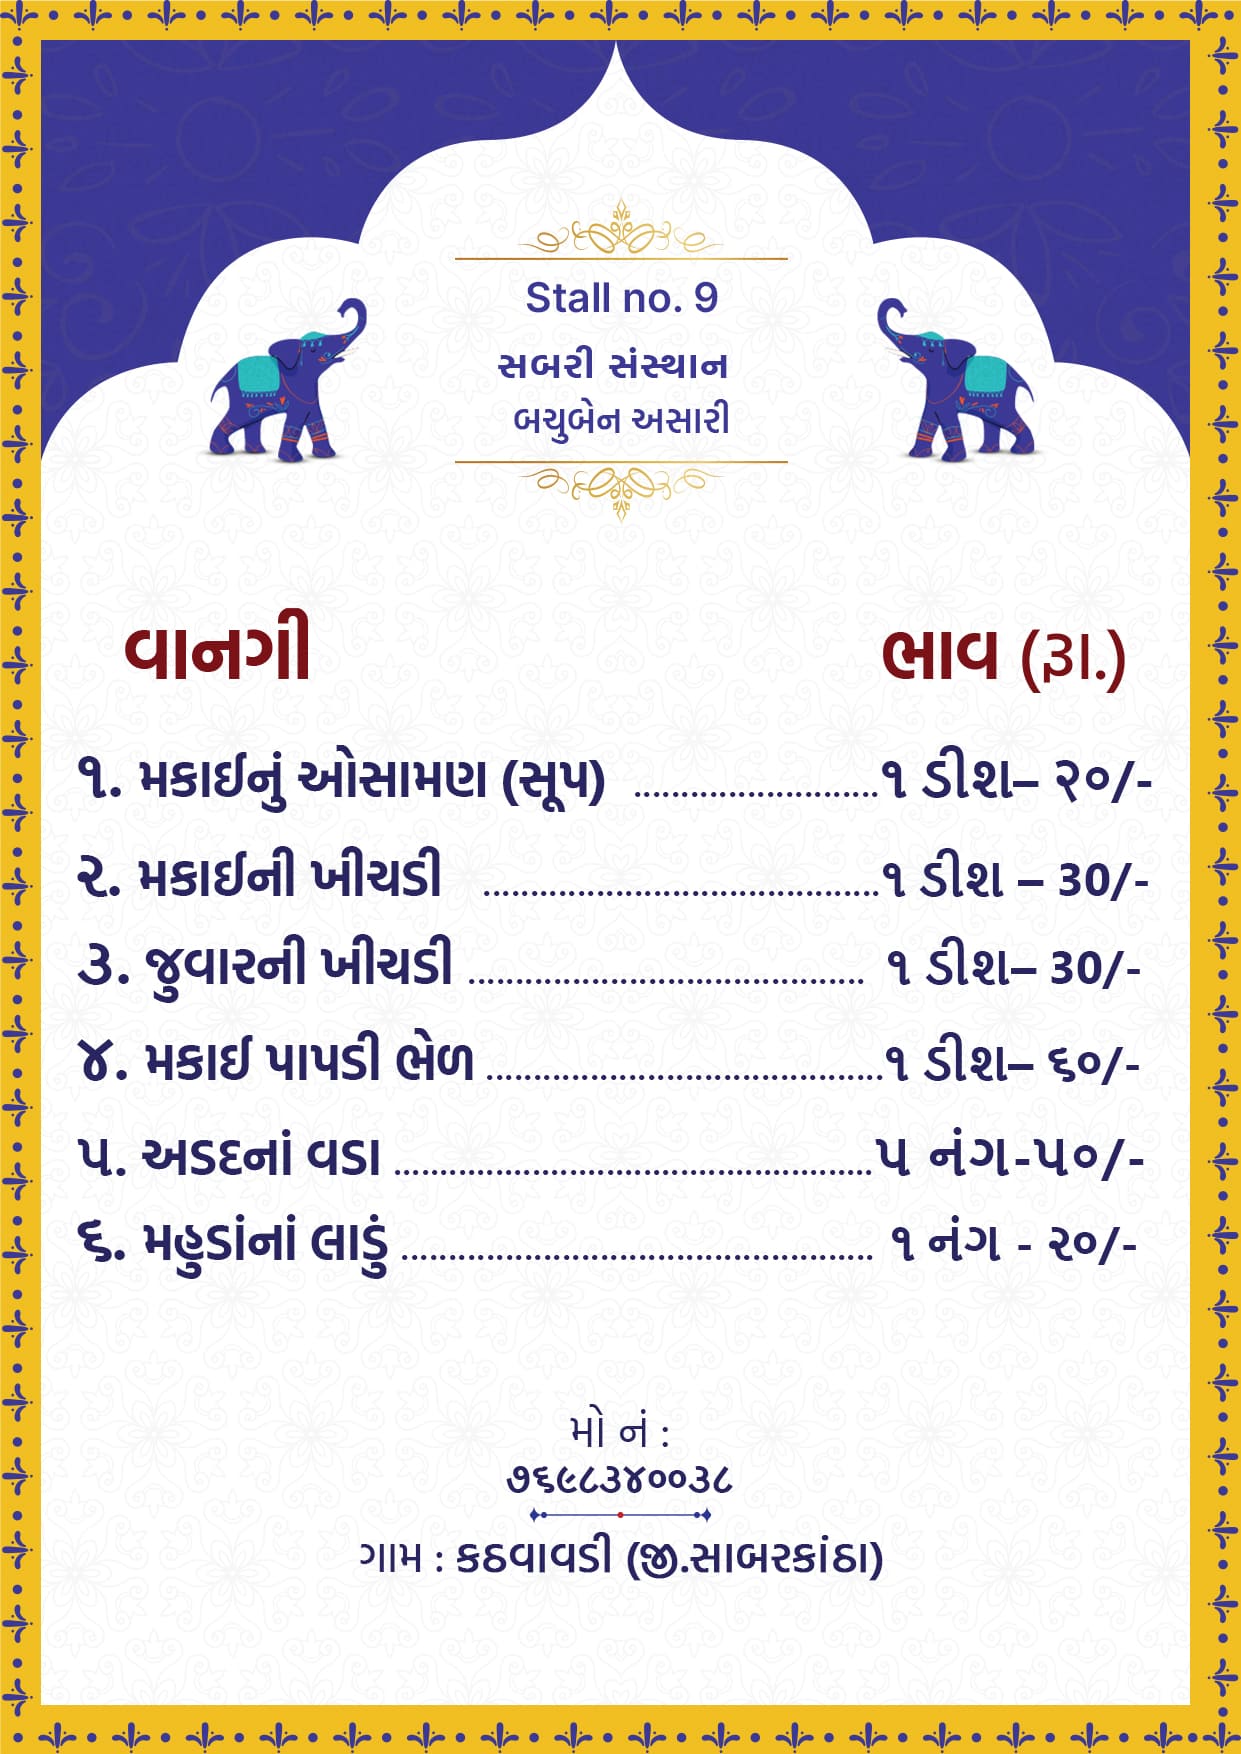 Stall no. 9
સબરી સંસ્થાન
બચુબેન અસારી
વાનગી ભાવ (રૂા.)
૧. મકાઈનું ઓસામણ (સૂપ) ..........................૧ ડીશ– ૨૦/-
૨. મકાઈની ખીચડી ..........................................૧ ડીશ – 30/-
૩. જુવારની ખીચડી .......................................... ૧ ડીશ– 30/-
૪. મકાઈ પાપડી ભેળ ..........................................૧ ડીશ– ૬૦/-
૫. અડદનાં વડા ..................................................૫ નંગ-૫૦/-
૬. મહુડાંનાં લાડું .................................................. ૧ નંગ - ૨૦/-
મો નં :
૭૬૯૮૩૪૦૦૩૮
ગામ : કઠવાવડી (જી.સાબરકાંઠા)